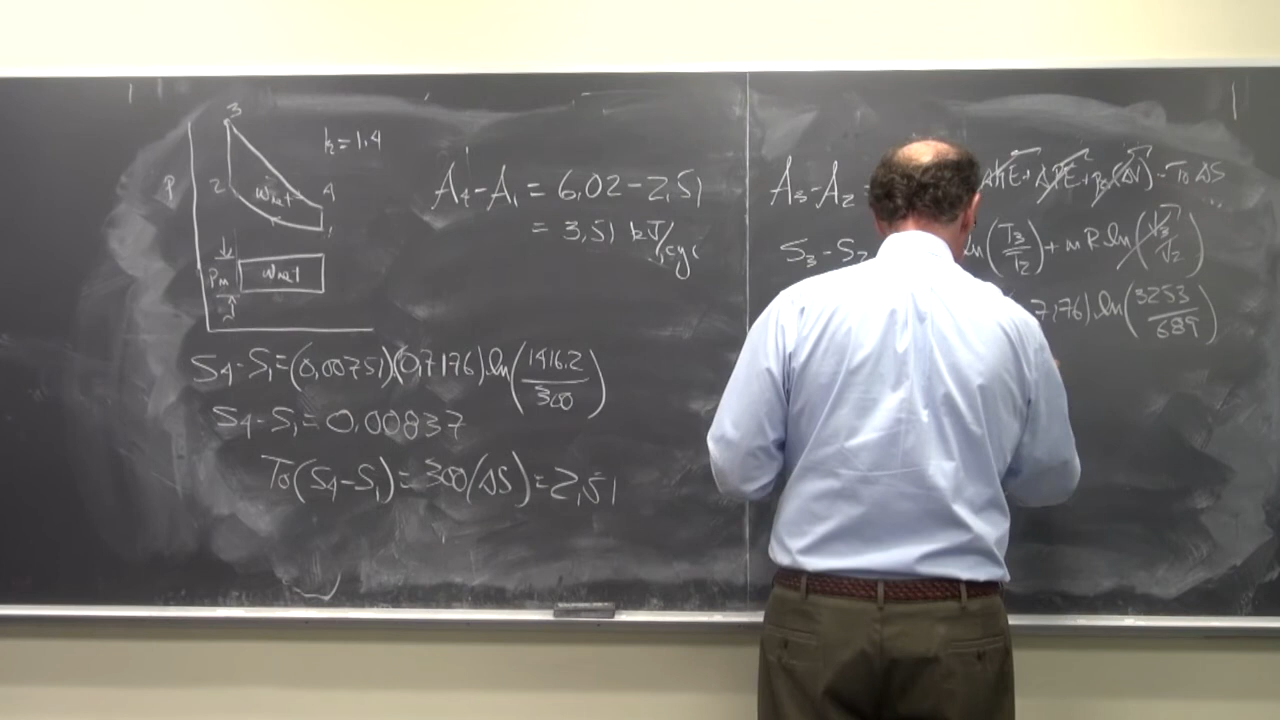 3
k=1.4
P
2
Wnet
4
1
Pm
Wnet
A4-A1 = 6.02-2.51
= 3.51 kJ/cyc
S4-S1=(0.00751)(0.7176)ln(1416.2/300)
S4-S1=0.00837
To(S4-S1)=300(ΔS)=2.51
A3-A2 = ΔKE+ΔPE+ (ΔV)-To ΔS
S3-S2 ln(T3/T2)+mR ln(V3/V2)
7176)ln(3253/689)